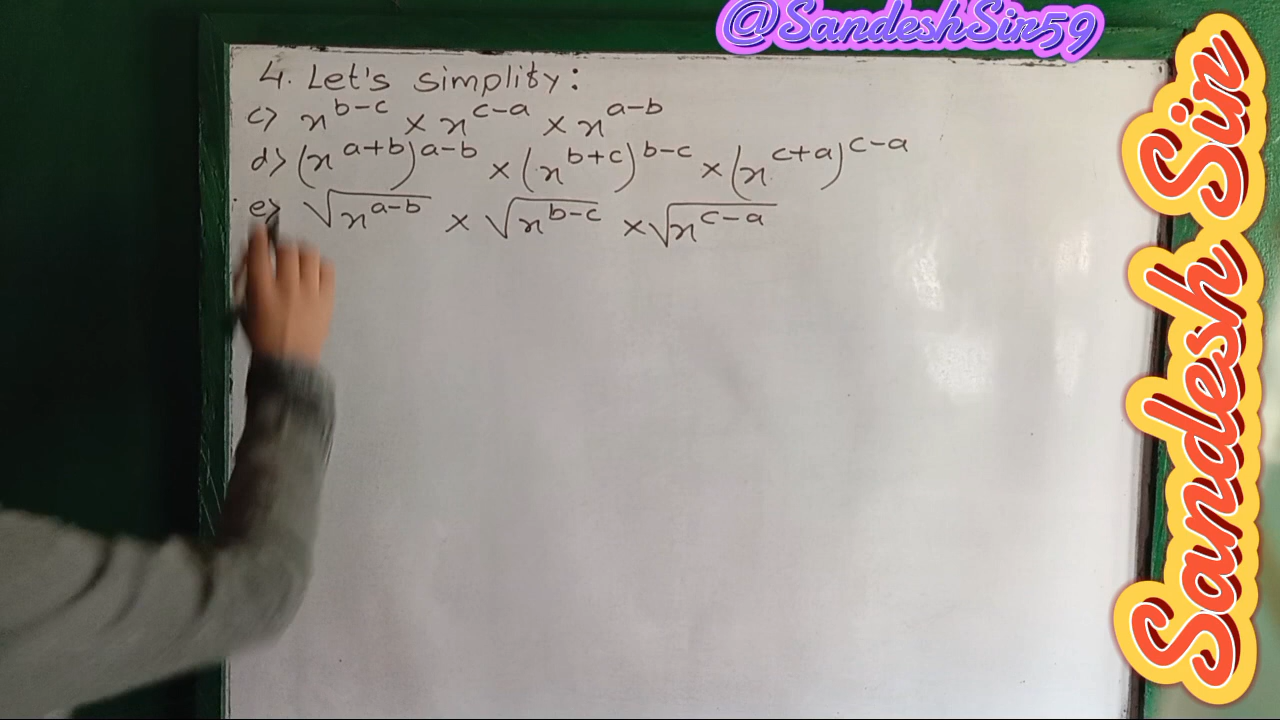 @SandeshSir59
4. Let's simplify:
c) x^{b-c} × x^{c-a} × x^{a-b}
d) (x^{a+b})^{a-b} × (x^{b+c})^{b-c} × (x^{c+a})^{c-a}
e) √x^{a-b} × √x^{b-c} × √x^{c-a}
Sandesh Sir